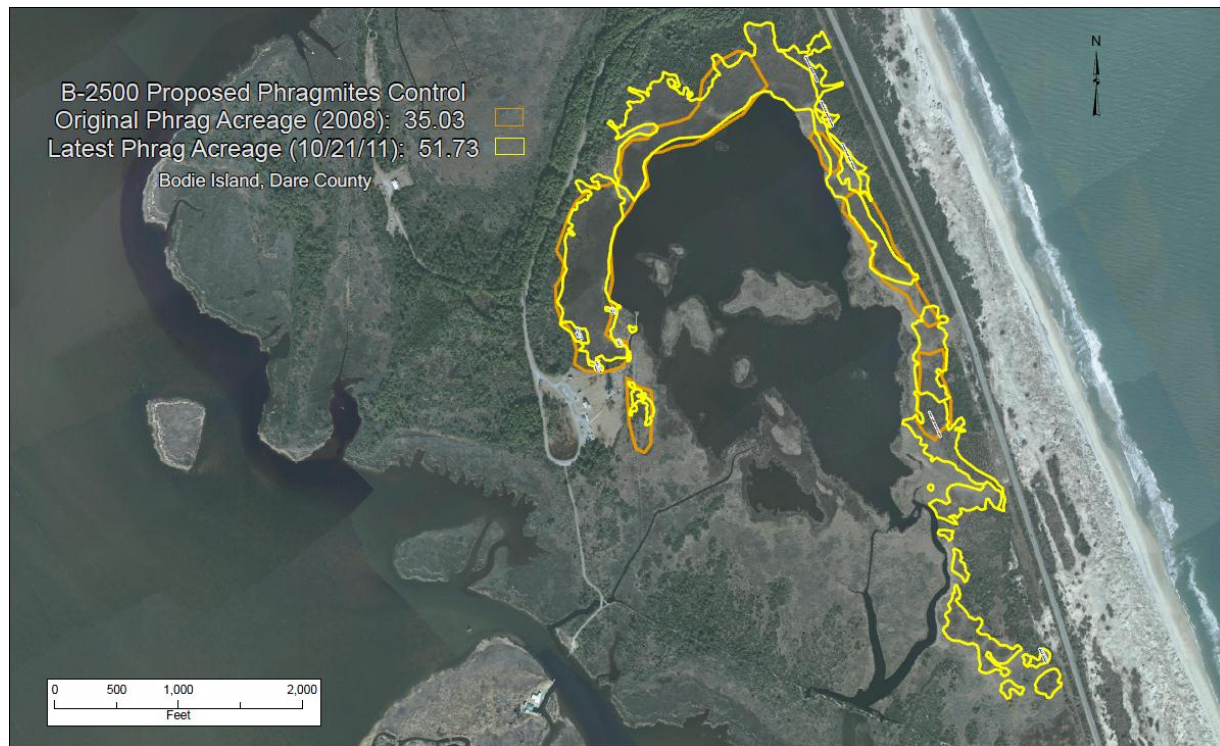 B-2500 Proposed Phragmites Control
Original Phrag Acreage (2008): 35.03
Latest Phrag Acreage (10/21/11): 51.73
Bodie Island, Dare County
N
0 500 1,000 2,000
Feet